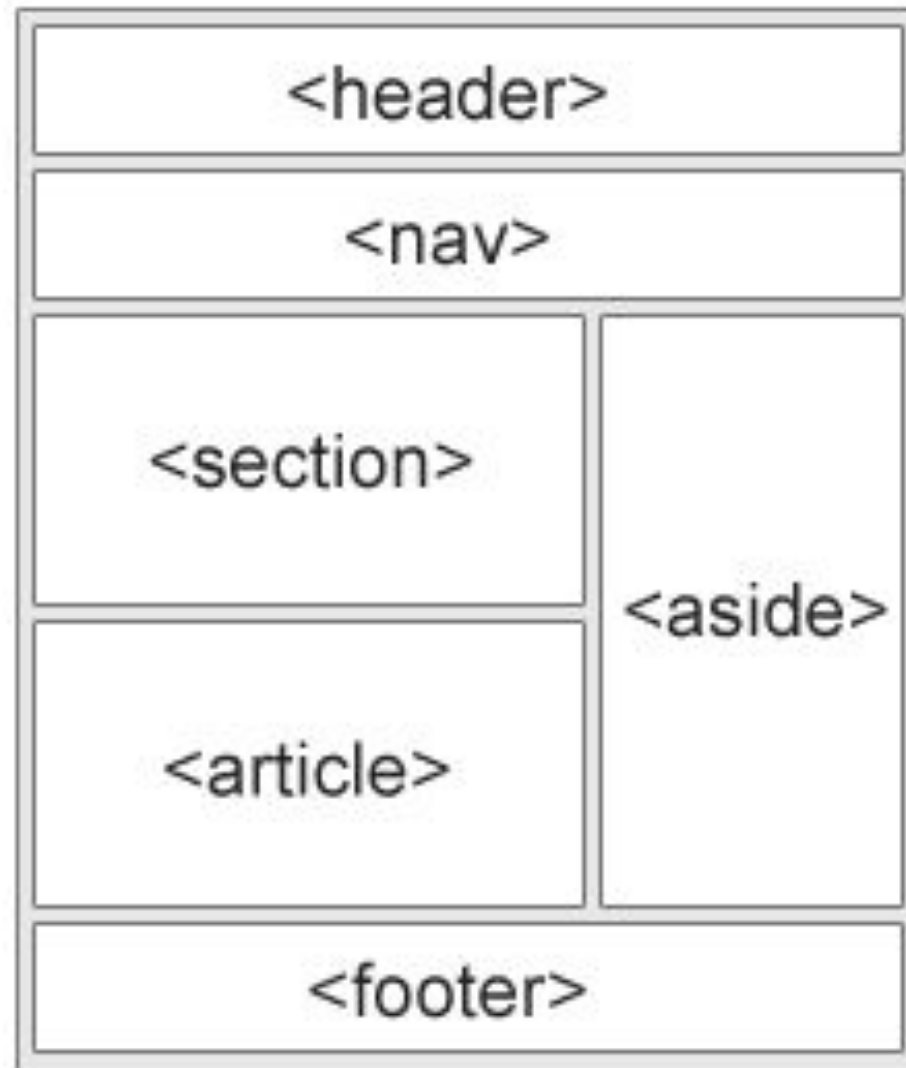 <header>
<nav>
<section>
<aside>
<article>
<footer>